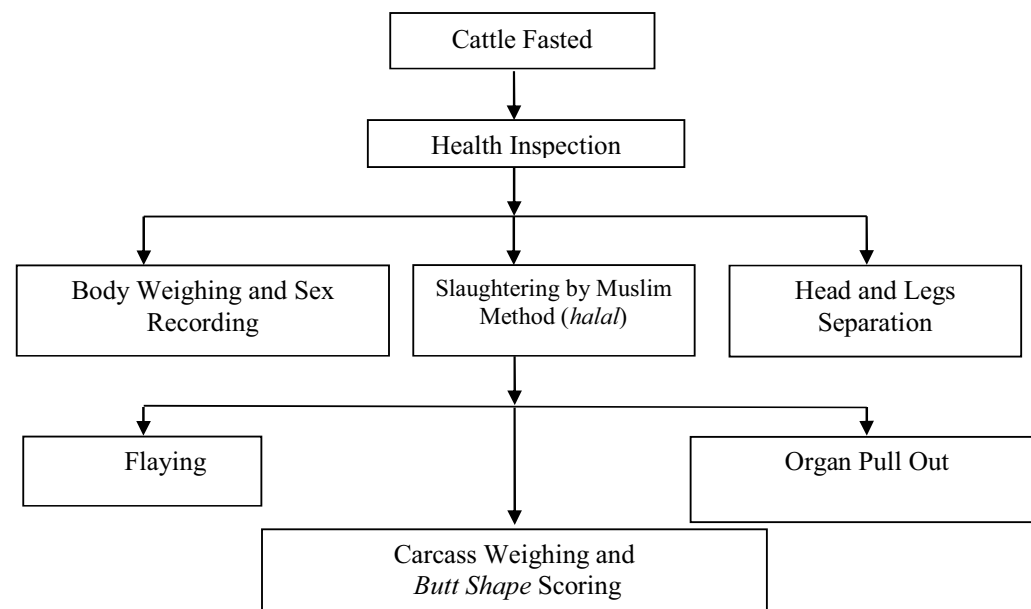 Cattle Fasted
Health Inspection
Body Weighing and Sex
Recording
Slaughtering by Muslim
Method (halal)
Head and Legs
Separation
Flaying
Organ Pull Out
Carcass Weighing and
Butt Shape Scoring